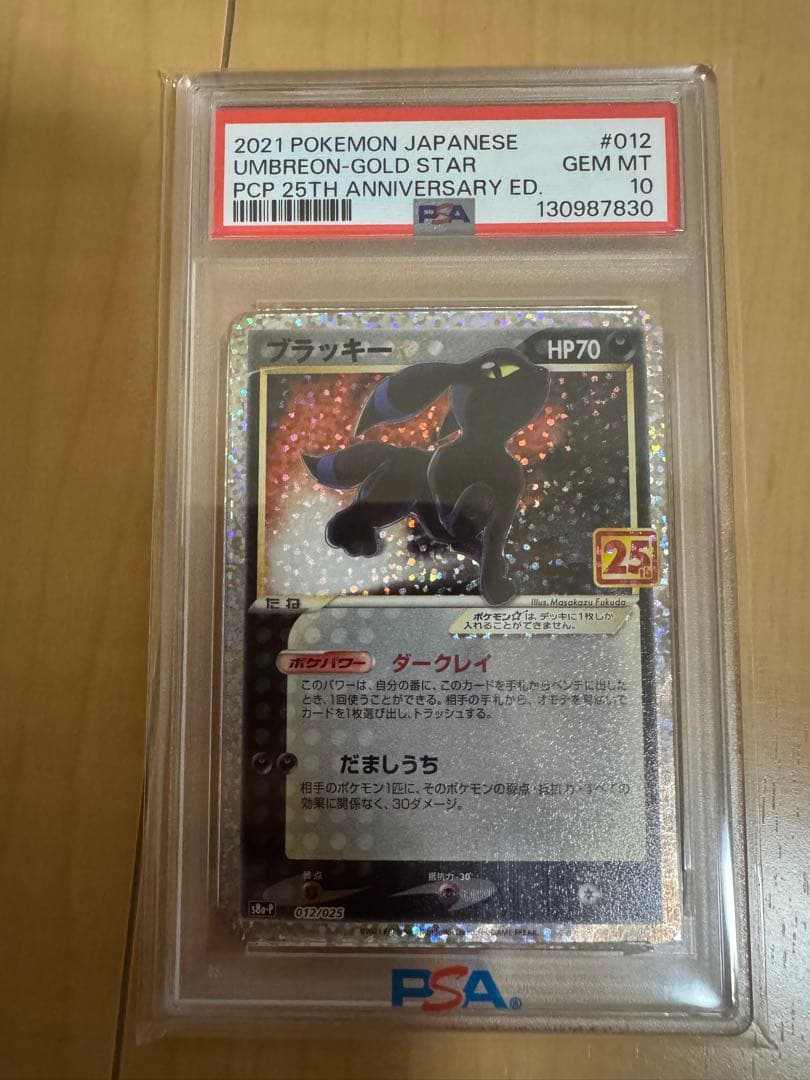 2021 POKEMON JAPANESE #012
UMBREON-GOLD STAR GEM MT
PCP 25TH ANNIVERSARY ED. 10
PSA 130987830
ブラッキー HP70
25th
たね
Illus. Masakazu Fukuda
ポケモン☆は、デッキに1枚しか
入れることができません。
ポケパワー ダークレイ
このパワーは、自分の番に、このカードを手札からベンチに出した
とき、1回使うことができる。相手の手札から、オモテを見ないで
カードを1枚選び出し、トラッシュする。
だましうち
相手のポケモン1匹に、そのポケモンの弱点・抵抗力・すべての
効果に関係なく、30ダメージ。
弱点 抵抗力 -30
s8a-P 012/025
PSA®